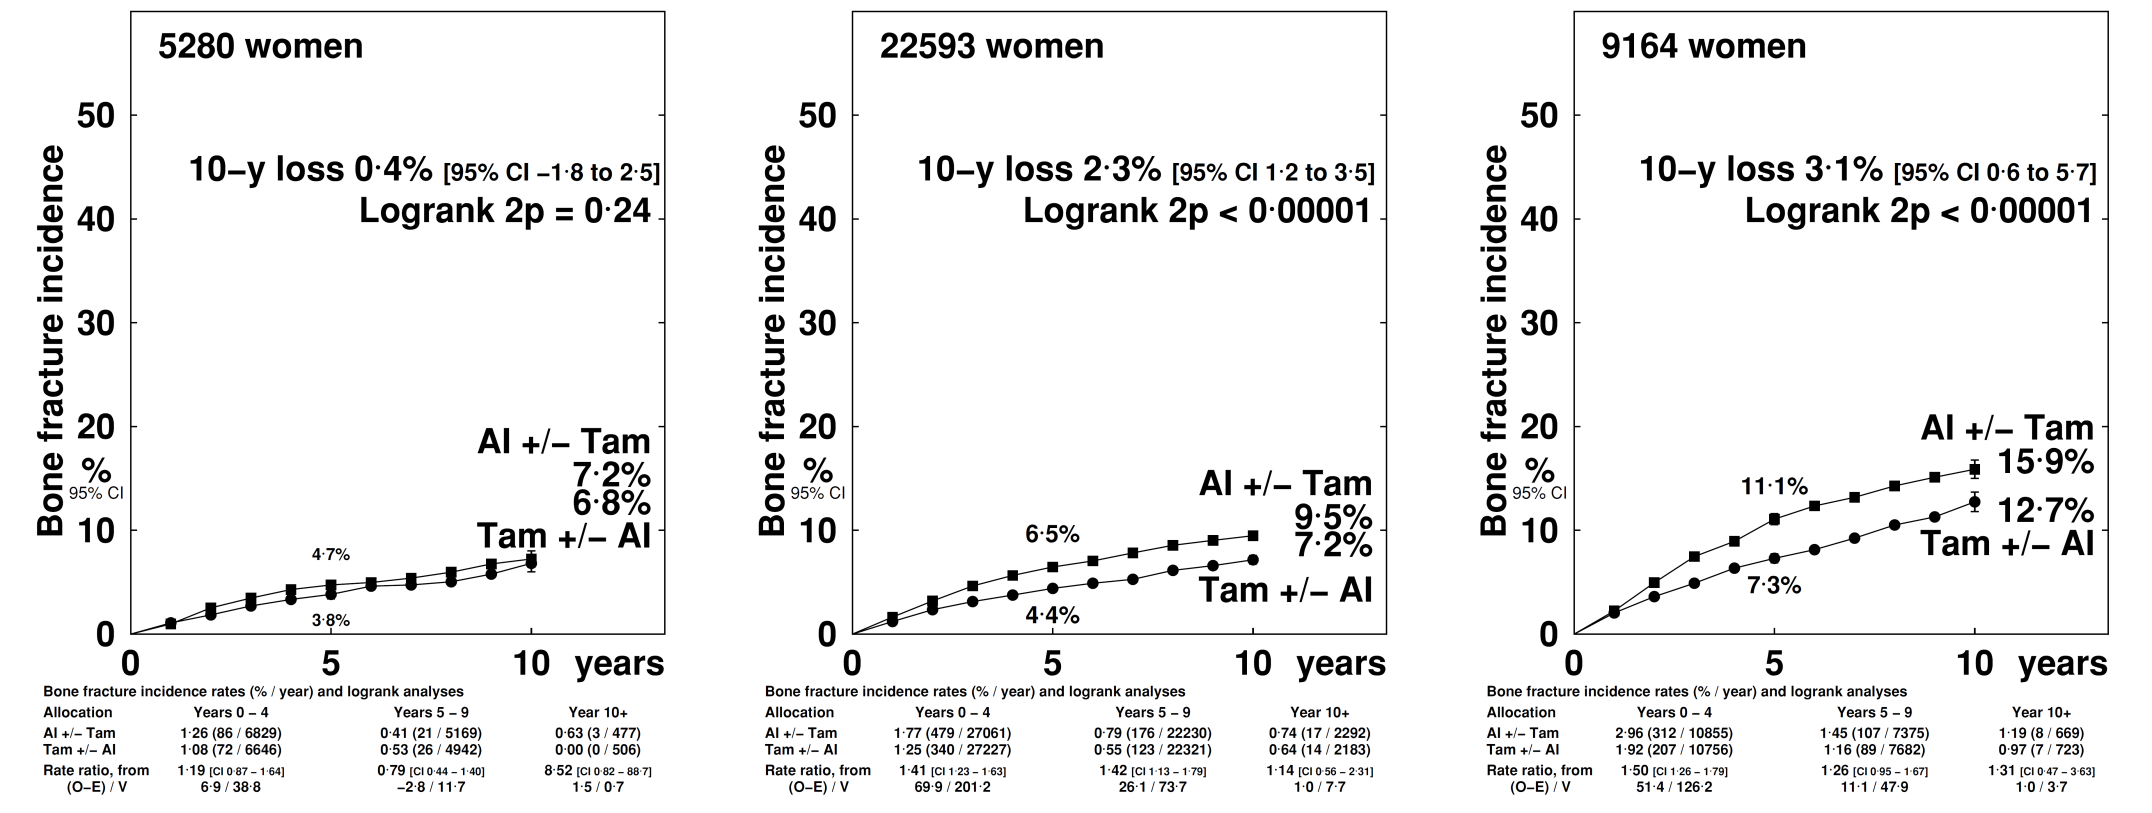 5280 women
50
10–y loss 0·4% [95% CI –1·8 to 2·5]
Logrank 2p = 0·24
40
Bone fracture incidence
30
20
AI +/– Tam
%
7·2%
95% CI
6·8%
10
Tam +/– AI
4·7%
3·8%
0
0 5 10 years
Bone fracture incidence rates (% / year) and logrank analyses
Allocation Years 0 – 4 Years 5 – 9 Year 10+
AI +/– Tam 1·26 (86 / 6829) 0·41 (21 / 5169) 0·63 (3 / 477)
Tam +/– AI 1·08 (72 / 6646) 0·53 (26 / 4942) 0·00 (0 / 506)
Rate ratio, from 1·19 [CI 0·87 – 1·64] 0·79 [CI 0·44 – 1·40] 8·52 [CI 0·82 – 88·7]
(O–E) / V 6·9 / 38·8 –2·8 / 11·7 1·5 / 0·7
22593 women
50
10–y loss 2·3% [95% CI 1·2 to 3·5]
Logrank 2p < 0·00001
40
Bone fracture incidence
30
20
%
AI +/– Tam
95% CI
9·5%
10
7·2%
6·5%
Tam +/– AI
4·4%
0
0 5 10 years
Bone fracture incidence rates (% / year) and logrank analyses
Allocation Years 0 – 4 Years 5 – 9 Year 10+
AI +/– Tam 1·77 (479 / 27061) 0·79 (176 / 22230) 0·74 (17 / 2292)
Tam +/– AI 1·25 (340 / 27227) 0·55 (123 / 22321) 0·64 (14 / 2183)
Rate ratio, from 1·41 [CI 1·23 – 1·63] 1·42 [CI 1·13 – 1·79] 1·14 [CI 0·56 – 2·31]
(O–E) / V 69·9 / 201·2 26·1 / 73·7 1·0 / 7·7
9164 women
50
10–y loss 3·1% [95% CI 0·6 to 5·7]
Logrank 2p < 0·00001
40
Bone fracture incidence
30
20
AI +/– Tam
%
15·9%
95% CI
11·1%
12·7%
10
Tam +/– AI
7·3%
0
0 5 10 years
Bone fracture incidence rates (% / year) and logrank analyses
Allocation Years 0 – 4 Years 5 – 9 Year 10+
AI +/– Tam 2·96 (312 / 10855) 1·45 (107 / 7375) 1·19 (8 / 669)
Tam +/– AI 1·92 (207 / 10756) 1·16 (89 / 7682) 0·97 (7 / 723)
Rate ratio, from 1·50 [CI 1·26 – 1·79] 1·26 [CI 0·95 – 1·67] 1·31 [CI 0·47 – 3·63]
(O–E) / V 51·4 / 126·2 11·1 / 47·9 1·0 / 3·7